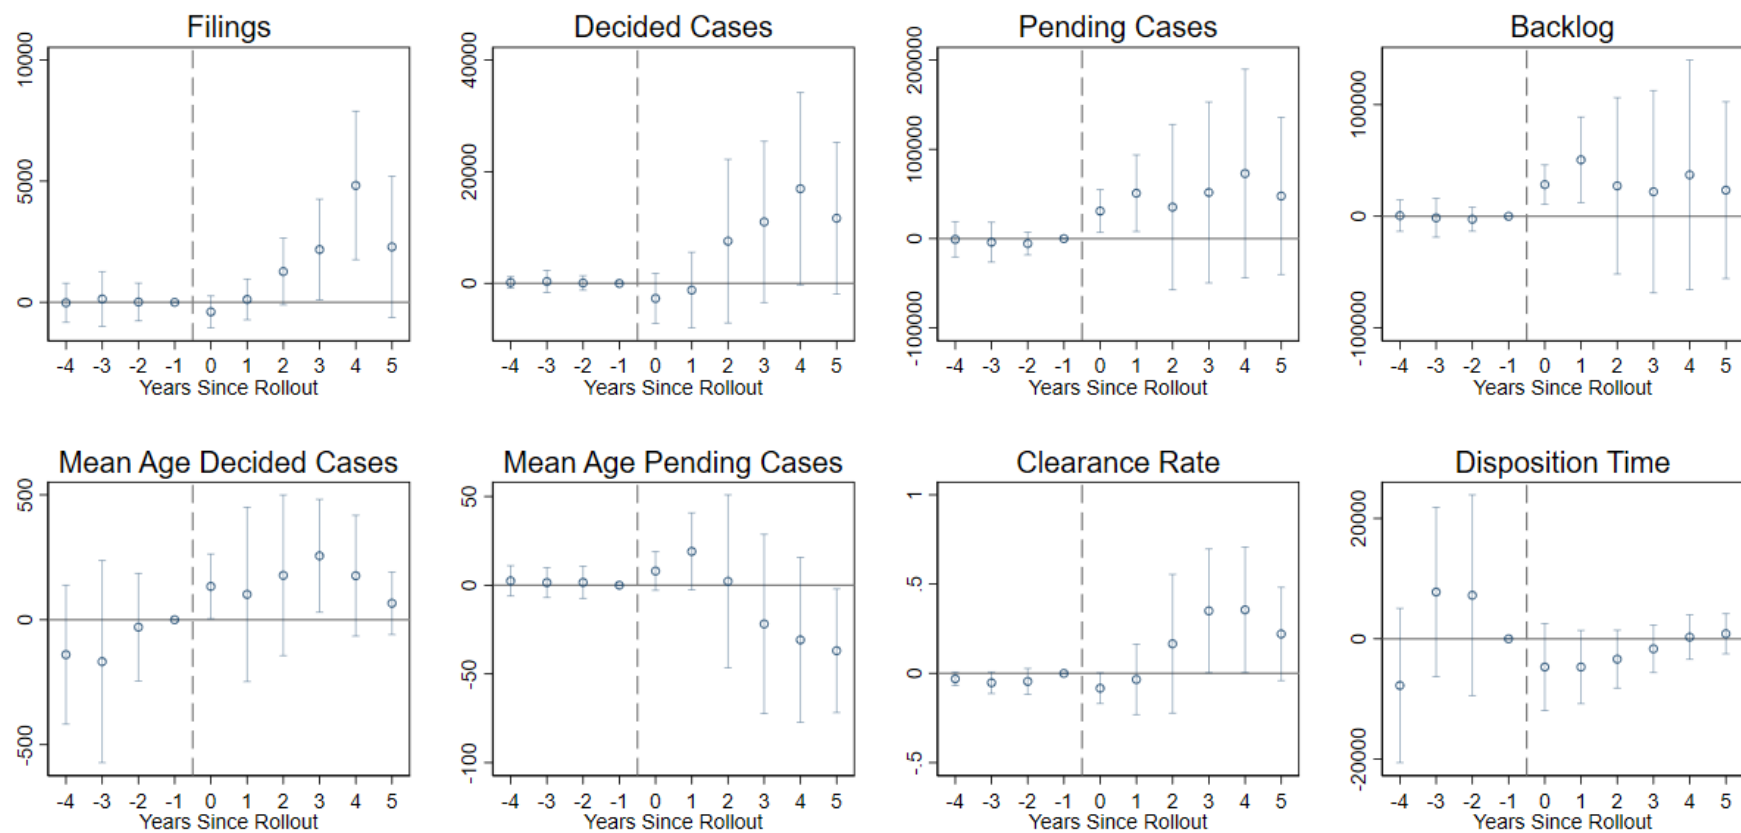 Filings
10000
5000
0
-4 -3 -2 -1 0 1 2 3 4 5
Years Since Rollout
Decided Cases
40000
20000
0
-4 -3 -2 -1 0 1 2 3 4 5
Years Since Rollout
Pending Cases
200000
100000
0
-100000
-4 -3 -2 -1 0 1 2 3 4 5
Years Since Rollout
Backlog
100000
0
-100000
-4 -3 -2 -1 0 1 2 3 4 5
Years Since Rollout
Mean Age Decided Cases
500
0
-500
-4 -3 -2 -1 0 1 2 3 4 5
Years Since Rollout
Mean Age Pending Cases
50
0
-50
-100
-4 -3 -2 -1 0 1 2 3 4 5
Years Since Rollout
Clearance Rate
1
.5
0
-.5
-4 -3 -2 -1 0 1 2 3 4 5
Years Since Rollout
Disposition Time
20000
0
-20000
-4 -3 -2 -1 0 1 2 3 4 5
Years Since Rollout